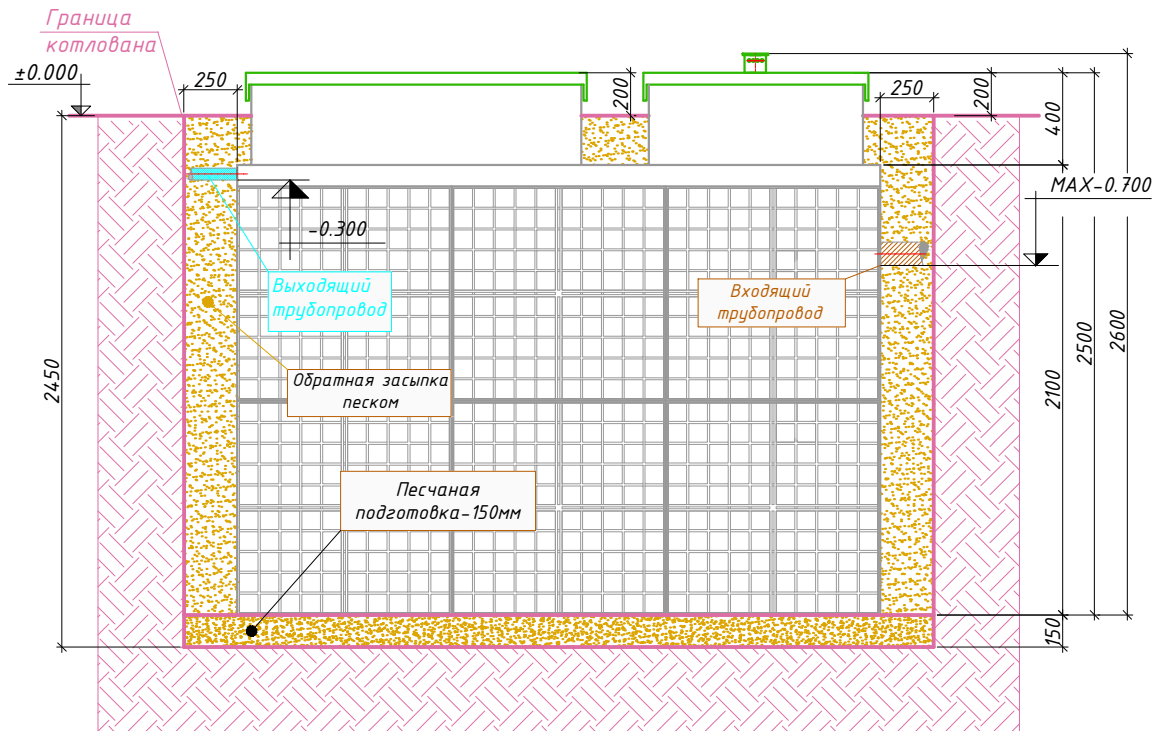 Граница
котлована
±0.000
250
200
250
200
400
MAX-0.700
-0.300
Выходящий
трубопровод
Входящий
трубопровод
2450
Обратная засыпка
песком
2100
2500
2600
Песчаная
подготовка-150мм
150